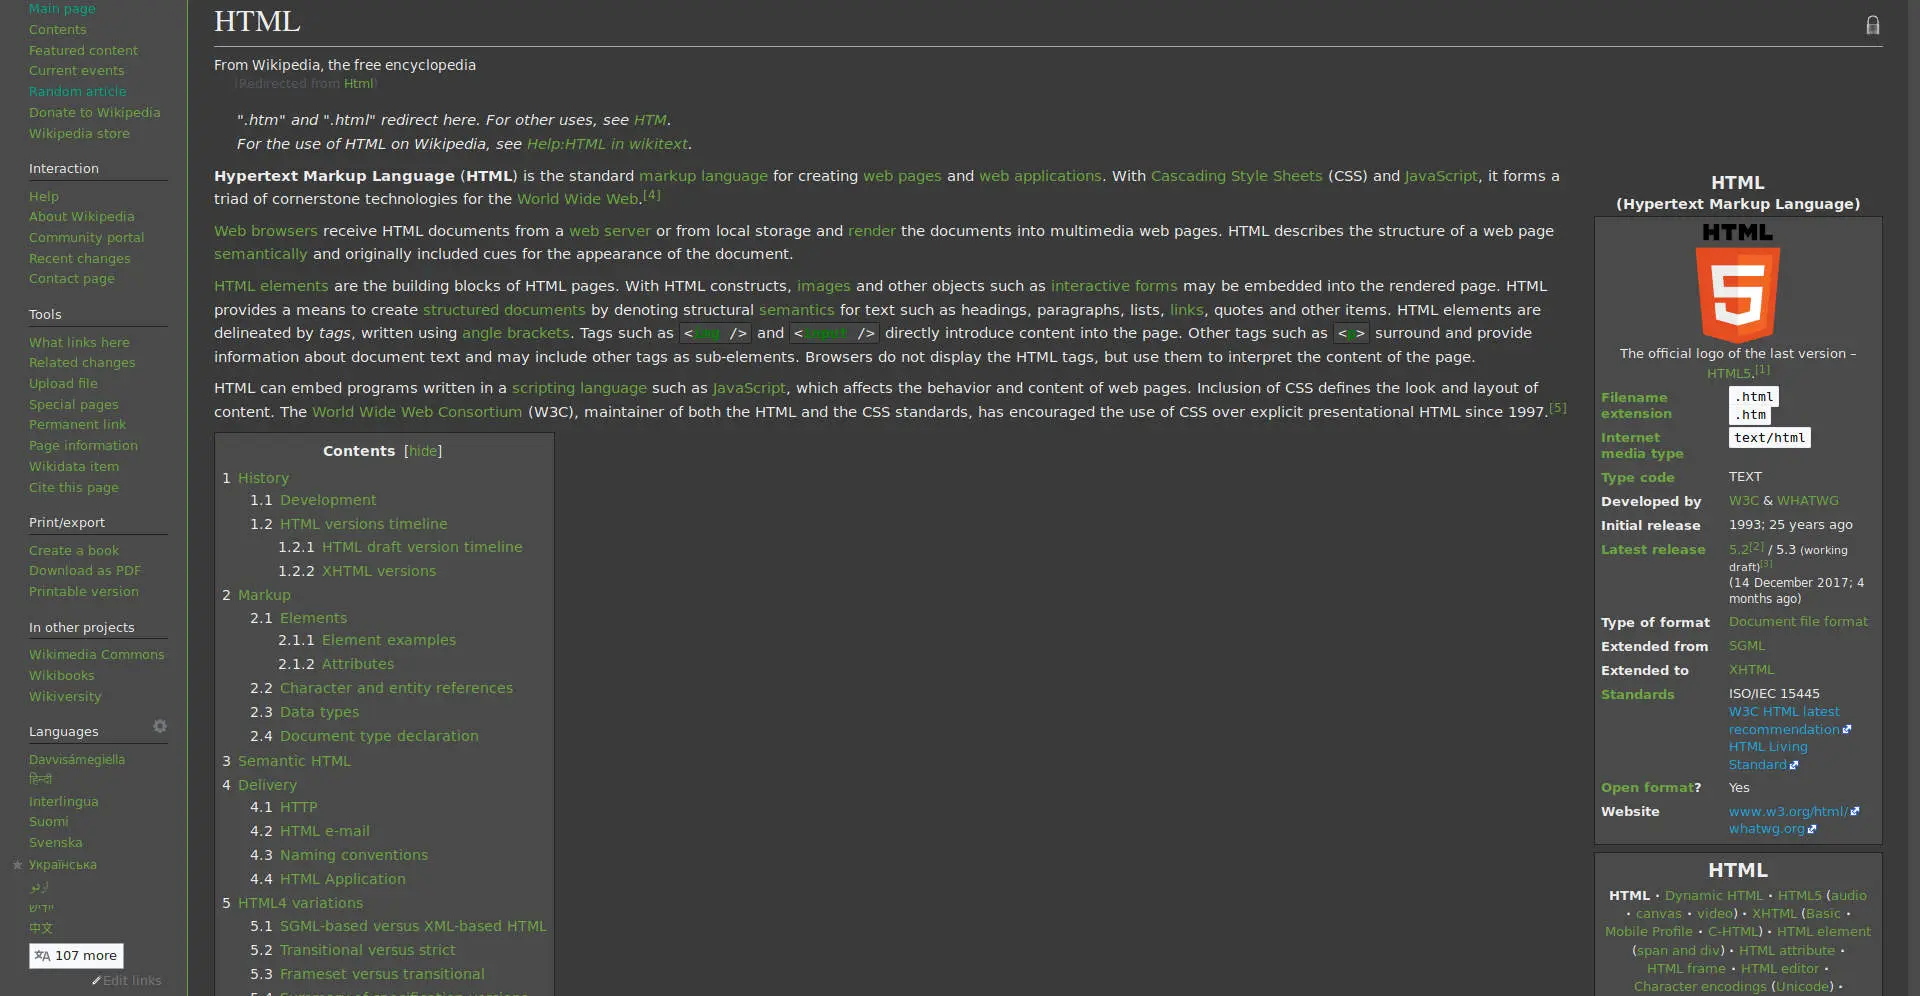 Main page
Contents
Featured content
Current events
Random article
Donate to Wikipedia
Wikipedia store
Interaction
Help
About Wikipedia
Community portal
Recent changes
Contact page
Tools
What links here
Related changes
Upload file
Special pages
Permanent link
Page information
Wikidata item
Cite this page
Print/export
Create a book
Download as PDF
Printable version
In other projects
Wikimedia Commons
Wikibooks
Wikiversity
Languages
Davvisámegiella
हिन्दी
Interlingua
Suomi
Svenska
Українська
اردو
ייִדיש
中文
107 more
Edit links
HTML
From Wikipedia, the free encyclopedia
(Redirected from Html)
".htm" and ".html" redirect here. For other uses, see HTM.
For the use of HTML on Wikipedia, see Help:HTML in wikitext.
Hypertext Markup Language (HTML) is the standard markup language for creating web pages and web applications. With Cascading Style Sheets (CSS) and JavaScript, it forms a
triad of cornerstone technologies for the World Wide Web.[4]
Web browsers receive HTML documents from a web server or from local storage and render the documents into multimedia web pages. HTML describes the structure of a web page
semantically and originally included cues for the appearance of the document.
HTML elements are the building blocks of HTML pages. With HTML constructs, images and other objects such as interactive forms may be embedded into the rendered page. HTML
provides a means to create structured documents by denoting structural semantics for text such as headings, paragraphs, lists, links, quotes and other items. HTML elements are
delineated by tags, written using angle brackets. Tags such as <img /> and <input /> directly introduce content into the page. Other tags such as <p> surround and provide
information about document text and may include other tags as sub-elements. Browsers do not display the HTML tags, but use them to interpret the content of the page.
HTML can embed programs written in a scripting language such as JavaScript, which affects the behavior and content of web pages. Inclusion of CSS defines the look and layout of
content. The World Wide Web Consortium (W3C), maintainer of both the HTML and the CSS standards, has encouraged the use of CSS over explicit presentational HTML since 1997.[5]
Contents [hide]
1 History
1.1 Development
1.2 HTML versions timeline
1.2.1 HTML draft version timeline
1.2.2 XHTML versions
2 Markup
2.1 Elements
2.1.1 Element examples
2.1.2 Attributes
2.2 Character and entity references
2.3 Data types
2.4 Document type declaration
3 Semantic HTML
4 Delivery
4.1 HTTP
4.2 HTML e-mail
4.3 Naming conventions
4.4 HTML Application
5 HTML4 variations
5.1 SGML-based versus XML-based HTML
5.2 Transitional versus strict
5.3 Frameset versus transitional
5.4 Summary of specification versions
HTML
(Hypertext Markup Language)
HTML
5
The official logo of the last version –
HTML5.[1]
Filename extension .html
.htm
Internet media type text/html
Type code TEXT
Developed by W3C & WHATWG
Initial release 1993; 25 years ago
Latest release 5.2[2] / 5.3 (working
draft)[3]
(14 December 2017; 4
months ago)
Type of format Document file format
Extended from SGML
Extended to XHTML
Standards ISO/IEC 15445
W3C HTML latest
recommendation
HTML Living
Standard
Open format? Yes
Website www.w3.org/html/
whatwg.org
HTML
HTML · Dynamic HTML · HTML5 (audio
· canvas · video) · XHTML (Basic ·
Mobile Profile · C-HTML) · HTML element
(span and div) · HTML attribute ·
HTML frame · HTML editor ·
Character encodings (Unicode) ·